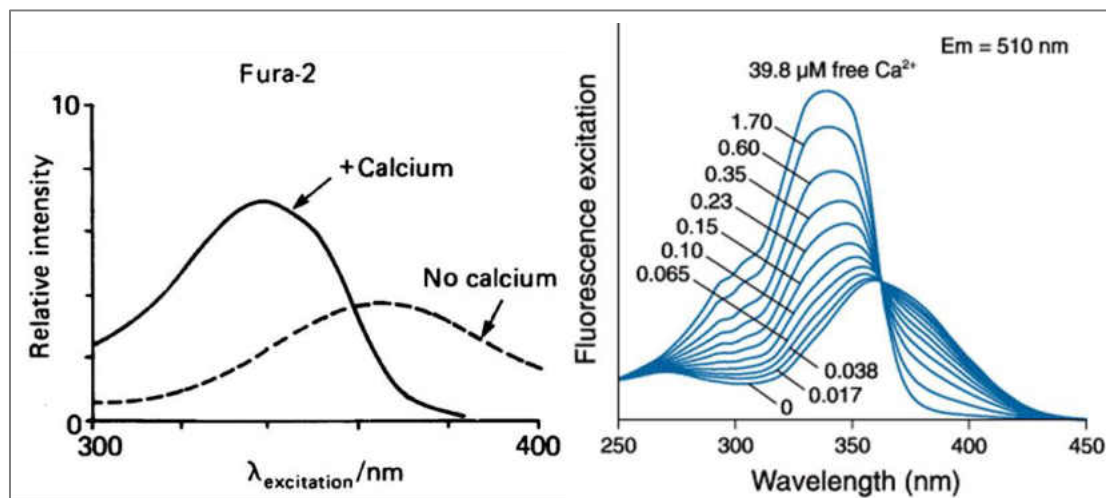 Fura-2
10
+Calcium
No calcium
Relative intensity
0
300
400
λexcitation/nm
Em = 510 nm
39.8 µM free Ca²⁺
1.70
0.60
0.35
0.23
0.15
0.10
0.065
0.038
0.017
0
Fluorescence excitation
250
300
350
400
450
Wavelength (nm)